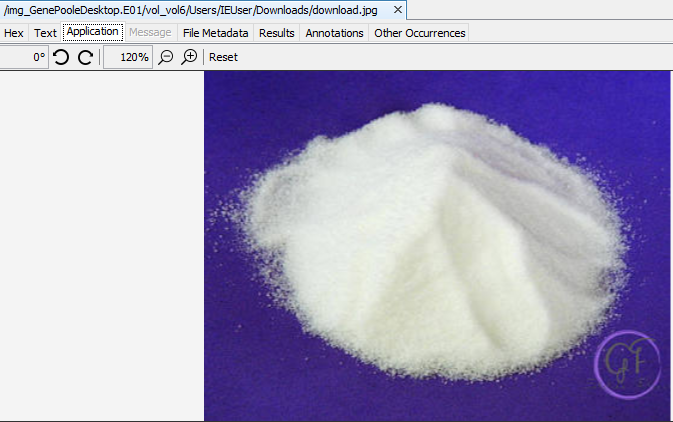 /img_GenePooleDesktop.E01/vol_vol6/Users/IEUser/Downloads/download.jpg
Hex Text Application Message File Metadata Results Annotations Other Occurrences
0° 120% Reset
GF